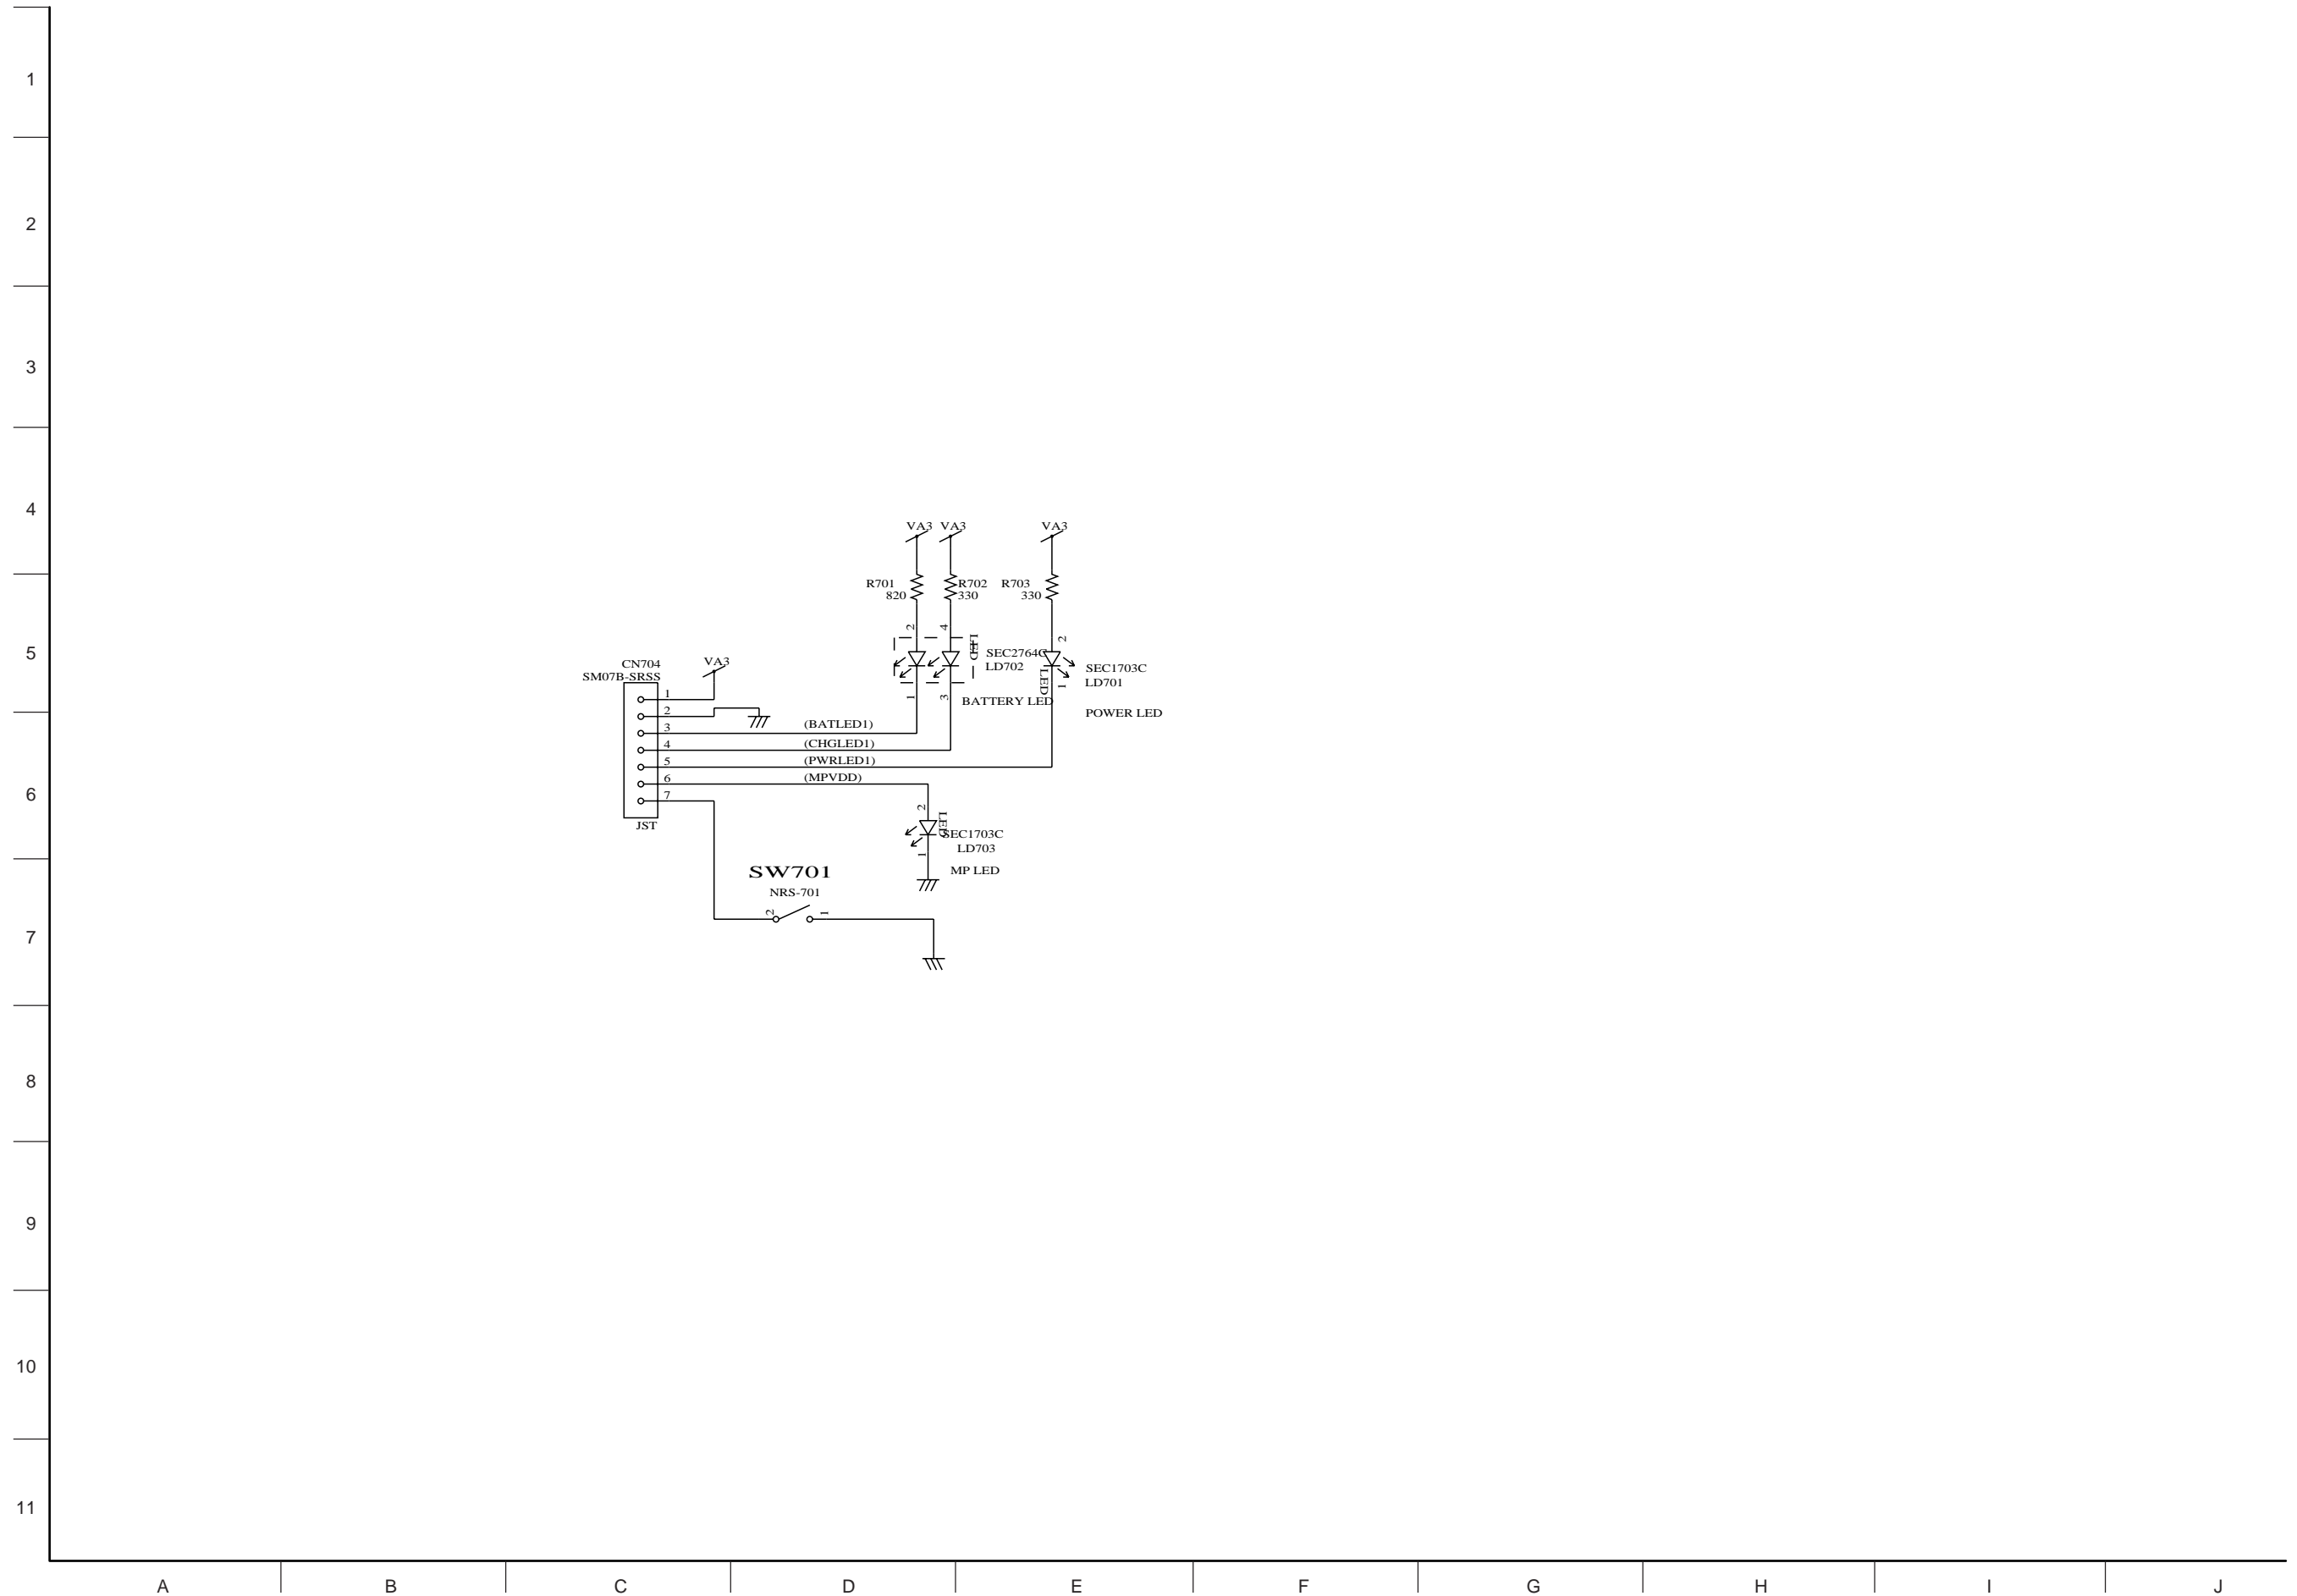 1
2
3
4
VA3 VA3 VA3
R701 R702 R703
820 330 330
2 4 LED 2
5
SEC2764C
LD702
CN704 VA3
SM07B-SRSS
SEC1703C
LED LD701
1 3 1
BATTERY LED
POWER LED
1
2
3 (BATLED1)
4 (CHGLED1)
5 (PWRLED1)
6 (MPVDD)
7
JST
6
2 LED
SEC1703C
LD703
1
MP LED
SW701
NRS-701
2 1
7
8
9
10
11
A B C D E F G H I J